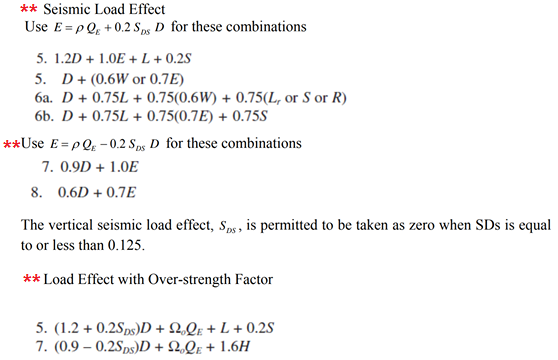 ** Seismic Load Effect
Use E = ρ Q_E + 0.2 S_DS D for these combinations
5. 1.2D + 1.0E + L + 0.2S
5. D + (0.6W or 0.7E)
6a. D + 0.75L + 0.75(0.6W) + 0.75(L_r or S or R)
6b. D + 0.75L + 0.75(0.7E) + 0.75S
**Use E = ρ Q_E − 0.2 S_DS D for these combinations
7. 0.9D + 1.0E
8. 0.6D + 0.7E
The vertical seismic load effect, S_DS, is permitted to be taken as zero when SDs is equal
to or less than 0.125.
** Load Effect with Over-strength Factor
5. (1.2 + 0.2S_DS)D + Ω_oQ_E + L + 0.2S
7. (0.9 − 0.2S_DS)D + Ω_oQ_E + 1.6H